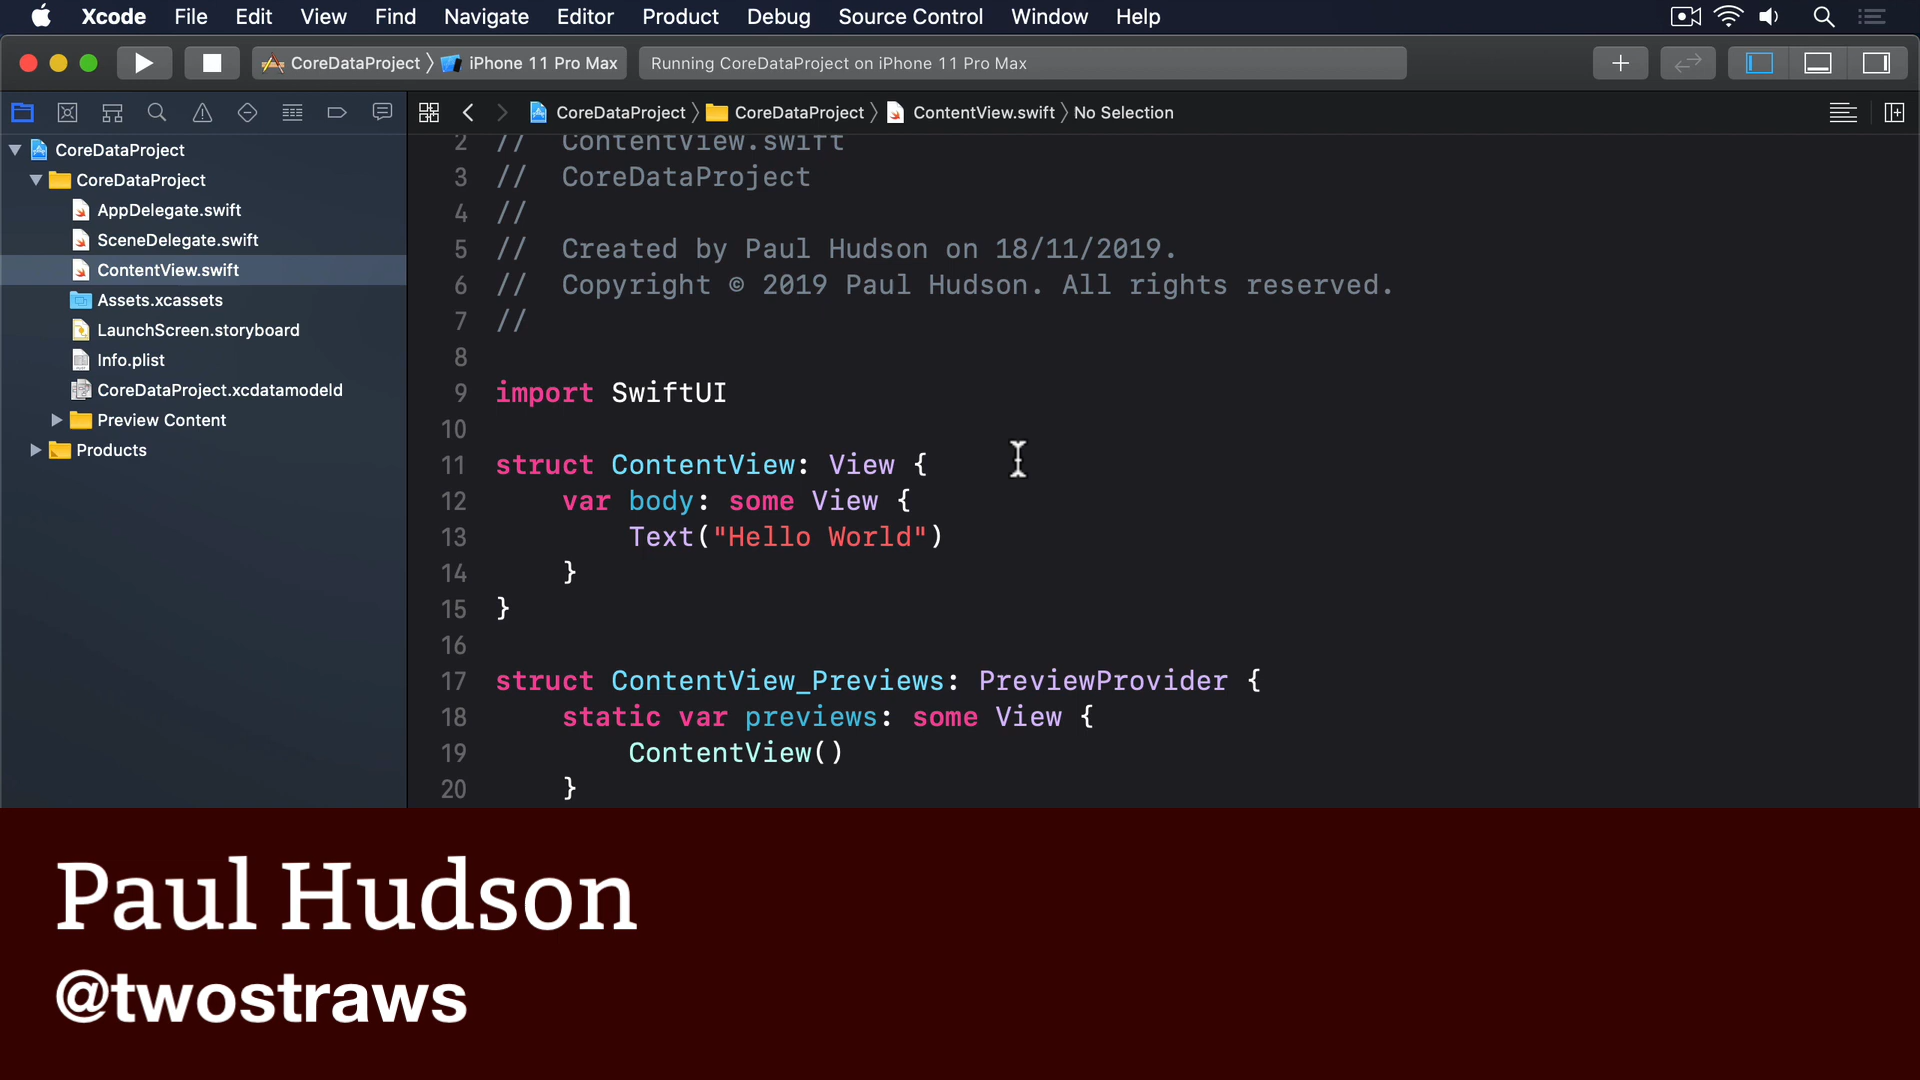 Xcode File Edit View Find Navigate Editor Product Debug Source Control Window Help
CoreDataProject iPhone 11 Pro Max
Running CoreDataProject on iPhone 11 Pro Max
CoreDataProject CoreDataProject ContentView.swift No Selection
CoreDataProject
CoreDataProject
AppDelegate.swift
SceneDelegate.swift
ContentView.swift
Assets.xcassets
LaunchScreen.storyboard
Info.plist
CoreDataProject.xcdatamodeld
Preview Content
Products
2 // ContentView.swift
3 // CoreDataProject
4 //
5 // Created by Paul Hudson on 18/11/2019.
6 // Copyright © 2019 Paul Hudson. All rights reserved.
7 //
8
9 import SwiftUI
10
11 struct ContentView: View {
12 var body: some View {
13 Text("Hello World")
14 }
15 }
16
17 struct ContentView_Previews: PreviewProvider {
18 static var previews: some View {
19 ContentView()
20 }
Paul Hudson
@twostraws